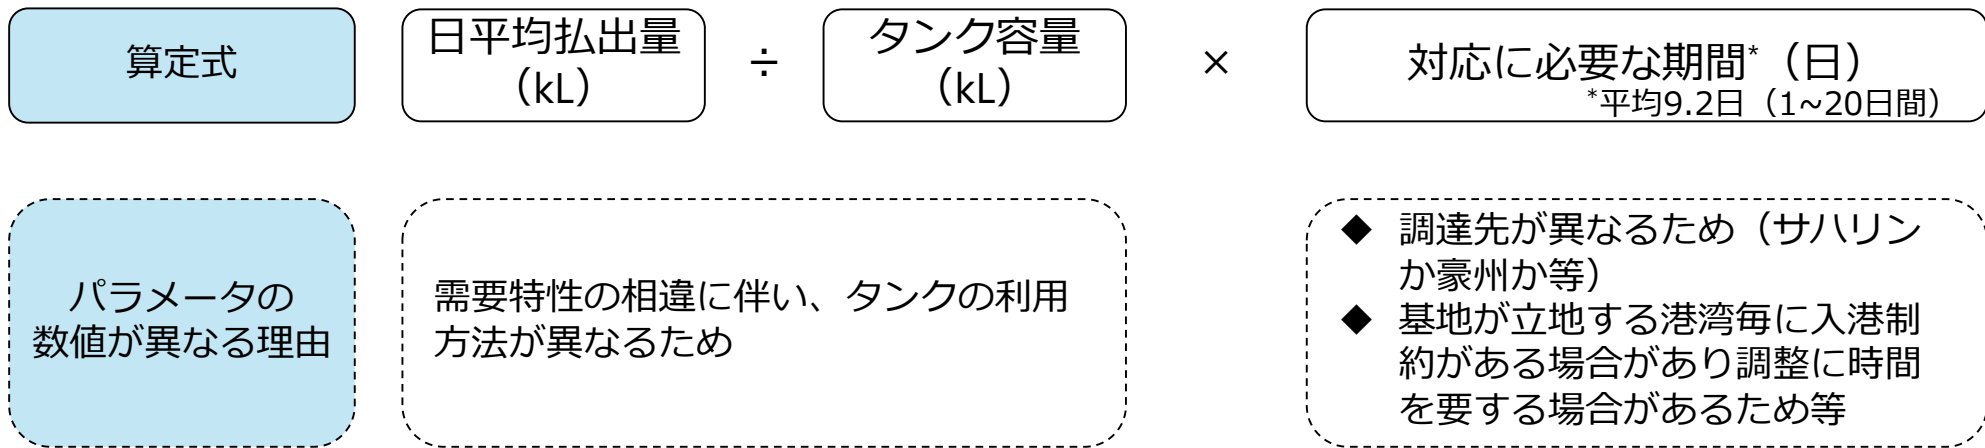 算定式
日平均払出量
(kL)
÷
タンク容量
(kL)
×
対応に必要な期間*（日）
*平均9.2日（1~20日間）
パラメータの
数値が異なる理由
需要特性の相違に伴い、タンクの利用
方法が異なるため
◆ 調達先が異なるため（サハリン
か豪州か等）
◆ 基地が立地する港湾毎に入港制
約がある場合があり調整に時間
を要する場合があるため等